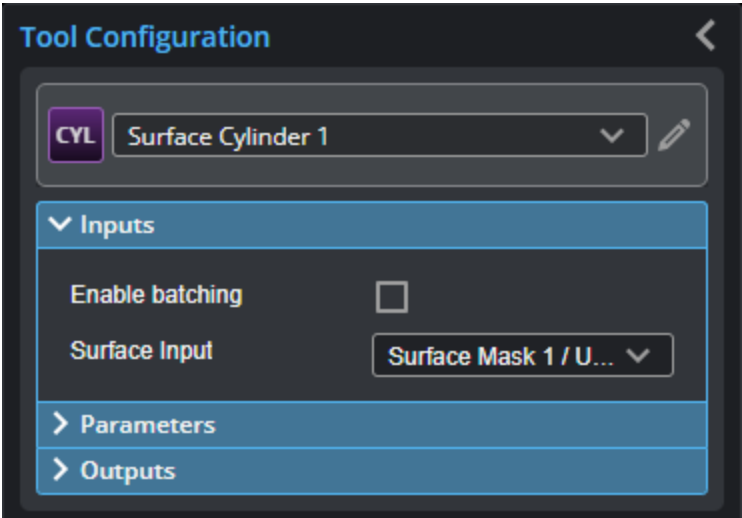 Tool Configuration
CYL Surface Cylinder 1
Inputs
Enable batching
Surface Input Surface Mask 1 / U...
Parameters
Outputs